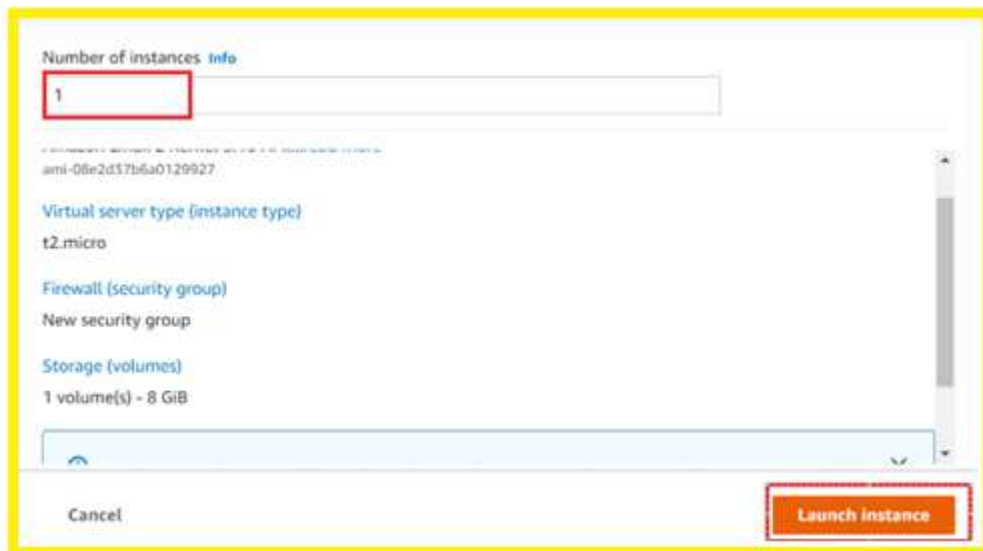 Number of instances Info
1
ami-08e2d37b6a0129927
Virtual server type (instance type)
t2.micro
Firewall (security group)
New security group
Storage (volumes)
1 volume(s) - 8 GiB
Cancel
Launch instance